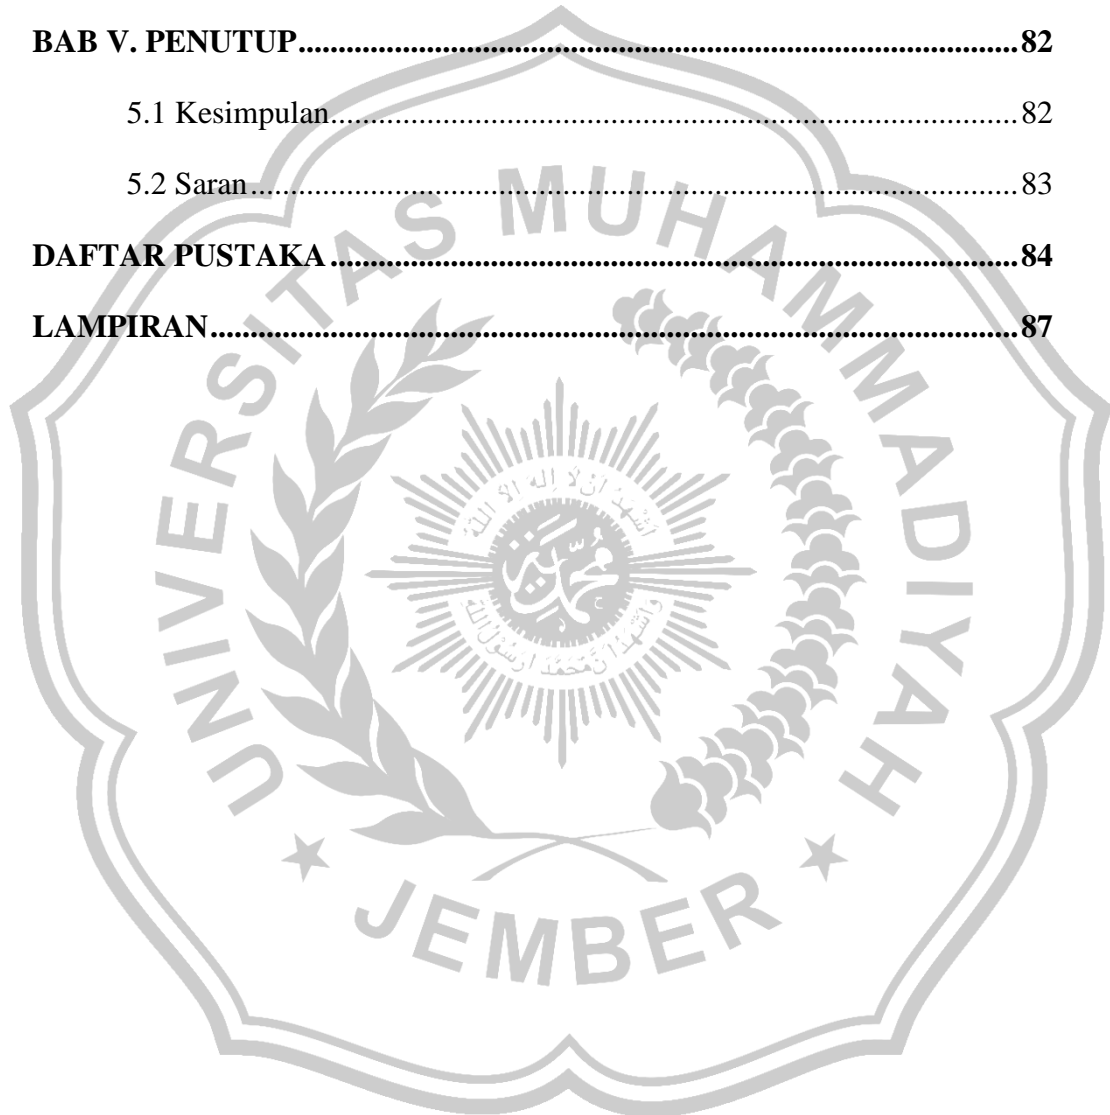 BAB V. PENUTUP........................................................................................... 82
5.1 Kesimpulan...................................................................................... 82
5.2 Saran................................................................................................ 83
DAFTAR PUSTAKA....................................................................................... 84
LAMPIRAN...................................................................................................... 87
UNIVERSITAS MUHAMMADIYAH
JEMBER